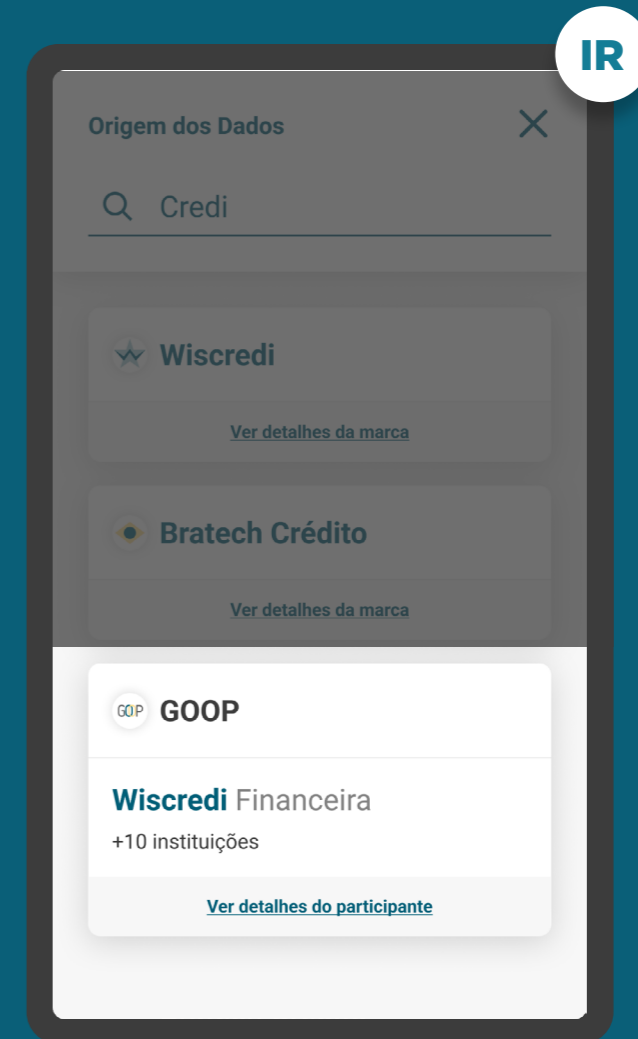 IR
Origem dos Dados
Credi
Wiscredi
Ver detalhes da marca
Bratech Crédito
Ver detalhes da marca
GOOP GOOP
Wiscredi Financeira
+10 instituições
Ver detalhes do participante